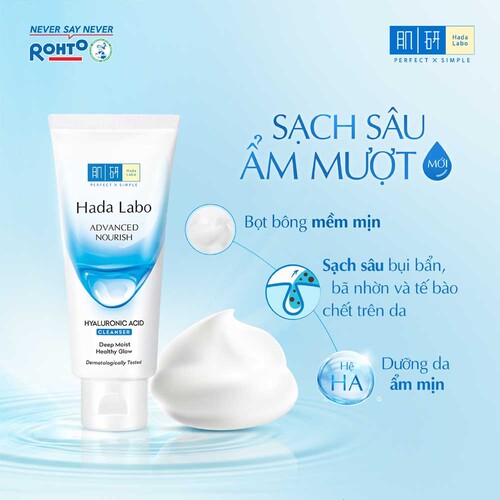 NEVER SAY NEVER
ROHTO
肌 研
Hada Labo
PERFECT X SIMPLE
SẠCH SÂU
ẨM MƯỢT
MỚI
肌 研
Hada Labo
PERFECT X SIMPLE
Hada Labo
ADVANCED
NOURISH
HYALURONIC ACID
CLEANSER
Deep Moist
Healthy Glow
Dermatologically Tested
Bọt bông mềm mịn
Sạch sâu bụi bẩn,
bã nhờn và tế bào
chết trên da
Hệ
HA
Dưỡng da
ẩm mịn